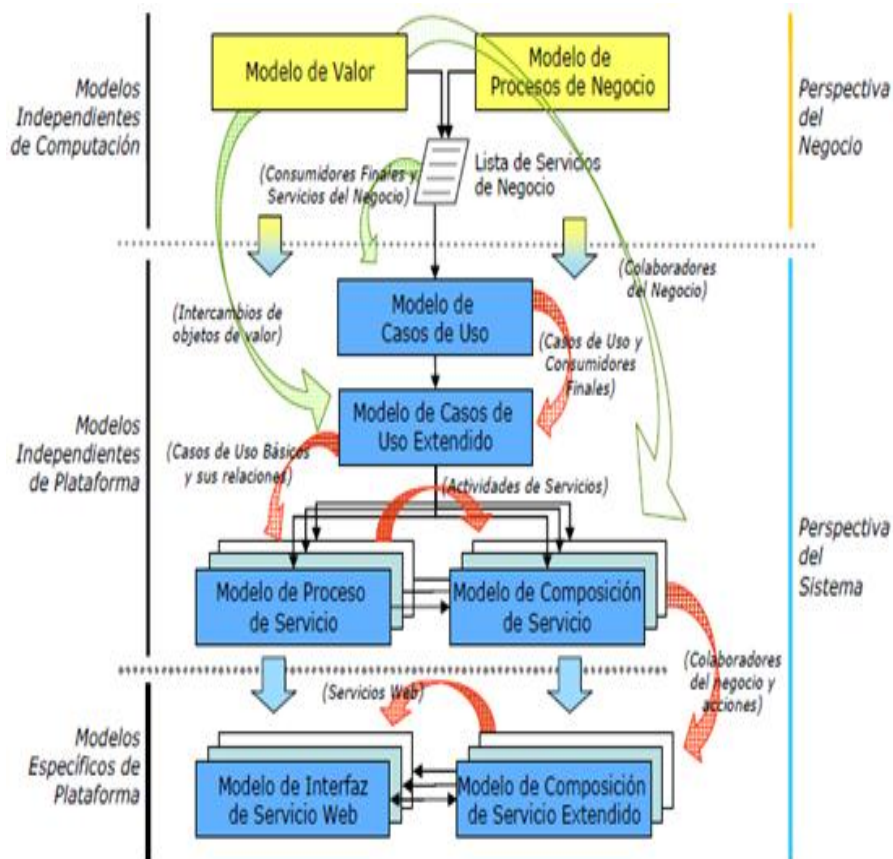 Modelos
Independientes
de Computación
Modelo de Valor
Modelo de
Procesos de Negocio
Perspectiva
del
Negocio
(Consumidores Finales y
Servicios del Negocio)
Lista de Servicios
de Negocio
(Colaboradores
del Negocio)
Modelo de
Casos de Uso
(Intercambios de
objetos de valor)
(Casos de Uso y
Consumidores
Finales)
Modelos
Independientes
de Plataforma
Modelo de Casos de
Uso Extendido
(Casos de Uso Básicos
y sus relaciones)
(Actividades de Servicios)
Perspectiva
del
Sistema
Modelo de Proceso
de Servicio
Modelo de Composición
de Servicio
(Colaboradores
del negocio y
acciones)
(Servicios Web)
Modelos
Específicos de
Plataforma
Modelo de Interfaz
de Servicio Web
Modelo de Composición
de Servicio Extendido